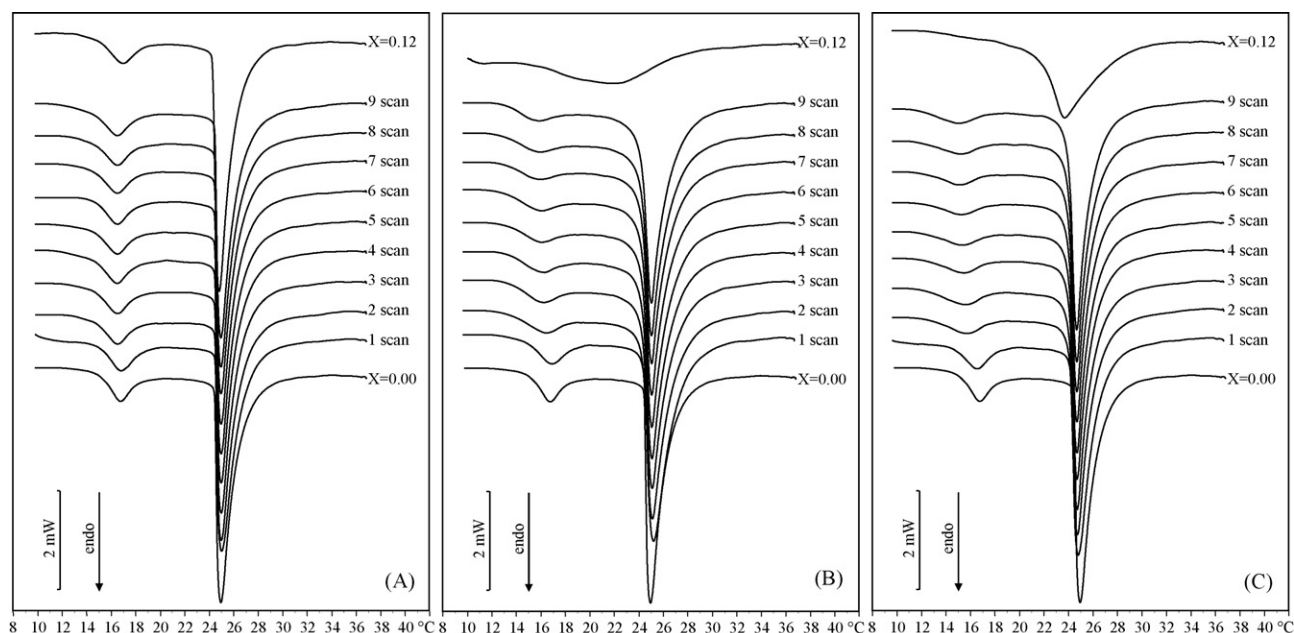 X=0.12
9 scan
8 scan
7 scan
6 scan
5 scan
4 scan
3 scan
2 scan
1 scan
X=0.00
2 mW
endo
(A)
8 10 12 14 16 18 20 22 24 26 28 30 32 34 36 38 40 °C
X=0.12
9 scan
8 scan
7 scan
6 scan
5 scan
4 scan
3 scan
2 scan
1 scan
X=0.00
2 mW
endo
(B)
8 10 12 14 16 18 20 22 24 26 28 30 32 34 36 38 40 °C
X=0.12
9 scan
8 scan
7 scan
6 scan
5 scan
4 scan
3 scan
2 scan
1 scan
X=0.00
2 mW
endo
(C)
8 10 12 14 16 18 20 22 24 26 28 30 32 34 36 38 40 °C